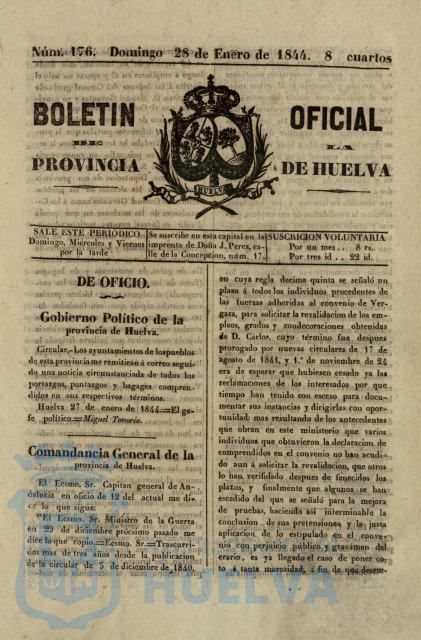 Núm. 176. Domingo 28 de Enero de 1844. 8 cuartos
BOLETIN OFICIAL
DE LA
PROVINCIA DE HUELVA
HUELVA
SALE ESTE PERIODICO
Domingo, Miércoles y Viernes
por la tarde
Se suscribe en esta capital en la
imprenta de Doña J. Peres, ca-
lle de la Concepcion, núm. 17.
SUSCRICION VOLUNTARIA
Por un mes.. 8 rs.
Por tres id.. 22 id.
DE OFICIO.
Gobierno Político de la
provincia de Huelva.
Circular.-Los ayuntamientos de los pueblos
de esta provincia me remitirán á correo segui-
do una noticia circunstanciada de todos los
portazgos, pontazgos y bagages compren-
didos en sus respectivos términos.
Huelva 27 de enero de 1844.=El ge-
fe político.=Miguel Tenorio.
Comandancia General de la
provincia de Huelva.
El Ecsmo. Sr. Capitan general de An-
dalucia en oficio de 12 del actual me di-
ce lo que sigue:
"El Ecsmo. Sr. Ministro de la Guerra
en 29 de diciembre prócsimo pasado me
dice lo que copio.=Ecsmo. Sr.=Trascurri-
dos mas de tres años desde la publicacion
de la circular de 5 de diciembre de 1840,
en cuya regla decima quinta se señaló un
plazo á todos los individuos procedentes de
las fuerzas adheridas al convenio de Ver-
gara, para solicitar la revalidacion de los em-
pleos, grados y condecoraciones obtenidas
de D. Carlos, cuyo término fue despues
prorogado por nuevas circulares de 17 de
agosto de 1841, y 1.º de noviembre de 24
era de esperar que hubiesen cesado ya las
reclamaciones de los interesados por que
tiempo han tenido con esceso para docu-
mentar sus instancias y dirigirlas con opor-
tunidad: mas resultando de los antecedentes
que obran en este ministerio que varios
individuos que obtuvieron la declaracion de
comprendidos en el convenio no han acudi-
do aun á solicitar la revalidacion, que otros
lo han verifidado despues de fenecidos los
plazos, y finalmente que algunos se han
escedido del que se señaló para la mejora
de pruebas, haciendo asi interminable la
conclusion de sus pretensiones y la justa
aplicacion de lo estipulado en el conve-
nio con perjuicio público y gravámen del
erario, es ya llegado el caso de poner co-
to á tanta morosidad, á fin de que desem-
HUELVA